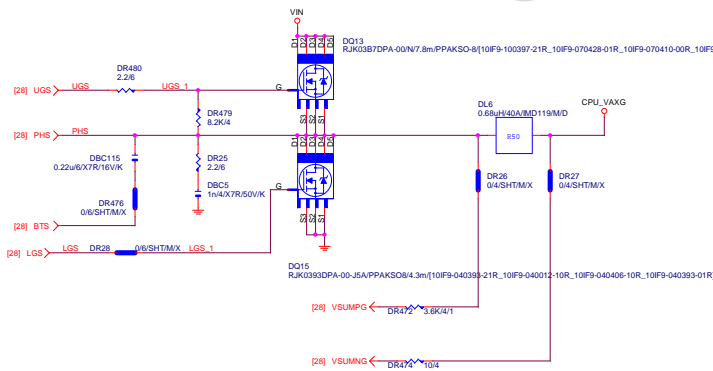 VIN
D1 D2 D3 D4 D5
DQ13
RJK03B7DPA-00/N/7.8m/PPAKSO-8/[10IF9-100397-21R_10IF9-070428-01R_10IF9-070410-00R_10IF9
DR480
2.2/6
[28] UGS
UGS
UGS_1
G
S3 S2 S1
DR479
8.2K/4
[28] PHS
PHS
D1 D2 D3 D4 D5
DL6
0.68uH/40A/IMD119/M/D
R50
CPU_VAXG
DBC115
0.22u/6/X7R/16V/K
DR25
2.2/6
DR26
0/4/SHT/M/X
DR27
0/4/SHT/M/X
G
DBC5
1n/4/X7R/50V/K
DR476
0/6/SHT/M/X
S3 S2 S1
[28] BTS
[28] LGS
LGS
DR28
0/6/SHT/M/X
LGS_1
DQ15
RJK0393DPA-00-J5A/PPAKSO8/4.3m/[10IF9-040393-21R_10IF9-040012-10R_10IF9-040406-10R_10IF9-040393-01R]
[28] VSUMPG
DR472
3.6K/4/1
[28] VSUMNG
DR474
10/4